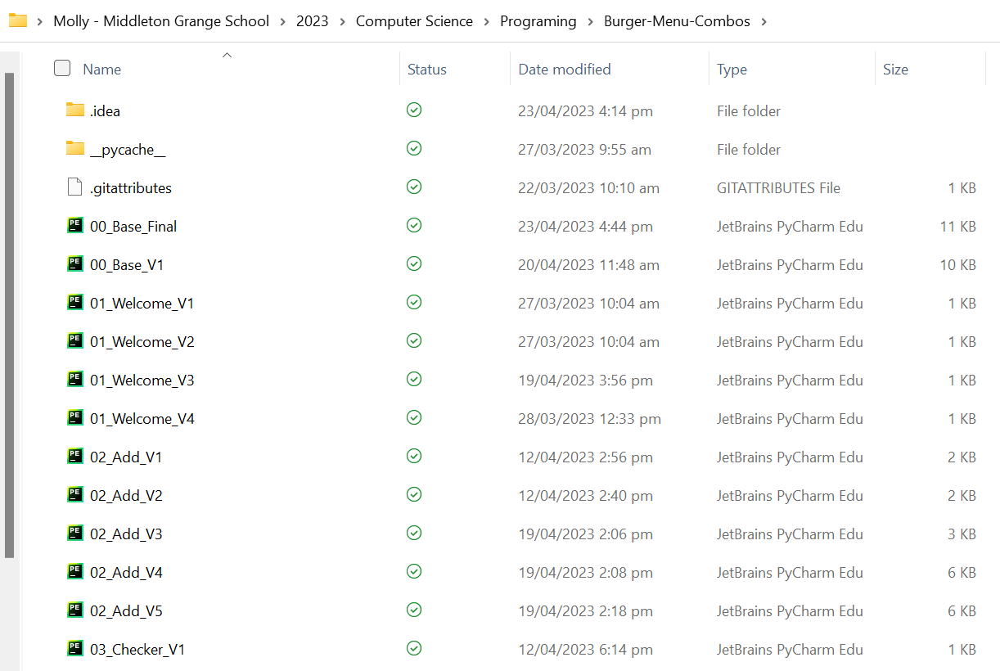 Molly - Middleton Grange School > 2023 > Computer Science > Programing > Burger-Menu-Combos >
Name Status Date modified Type Size
.idea 23/04/2023 4:14 pm File folder
__pycache__ 27/03/2023 9:55 am File folder
.gitattributes 22/03/2023 10:10 am GITATTRIBUTES File 1 KB
00_Base_Final 23/04/2023 4:44 pm JetBrains PyCharm Edu 11 KB
00_Base_V1 20/04/2023 11:48 am JetBrains PyCharm Edu 10 KB
01_Welcome_V1 27/03/2023 10:04 am JetBrains PyCharm Edu 1 KB
01_Welcome_V2 27/03/2023 10:04 am JetBrains PyCharm Edu 1 KB
01_Welcome_V3 19/04/2023 3:56 pm JetBrains PyCharm Edu 1 KB
01_Welcome_V4 28/03/2023 12:33 pm JetBrains PyCharm Edu 1 KB
02_Add_V1 12/04/2023 2:56 pm JetBrains PyCharm Edu 2 KB
02_Add_V2 12/04/2023 2:40 pm JetBrains PyCharm Edu 2 KB
02_Add_V3 19/04/2023 2:06 pm JetBrains PyCharm Edu 3 KB
02_Add_V4 19/04/2023 2:08 pm JetBrains PyCharm Edu 6 KB
02_Add_V5 19/04/2023 2:18 pm JetBrains PyCharm Edu 6 KB
03_Checker_V1 12/04/2023 6:14 pm JetBrains PyCharm Edu 1 KB